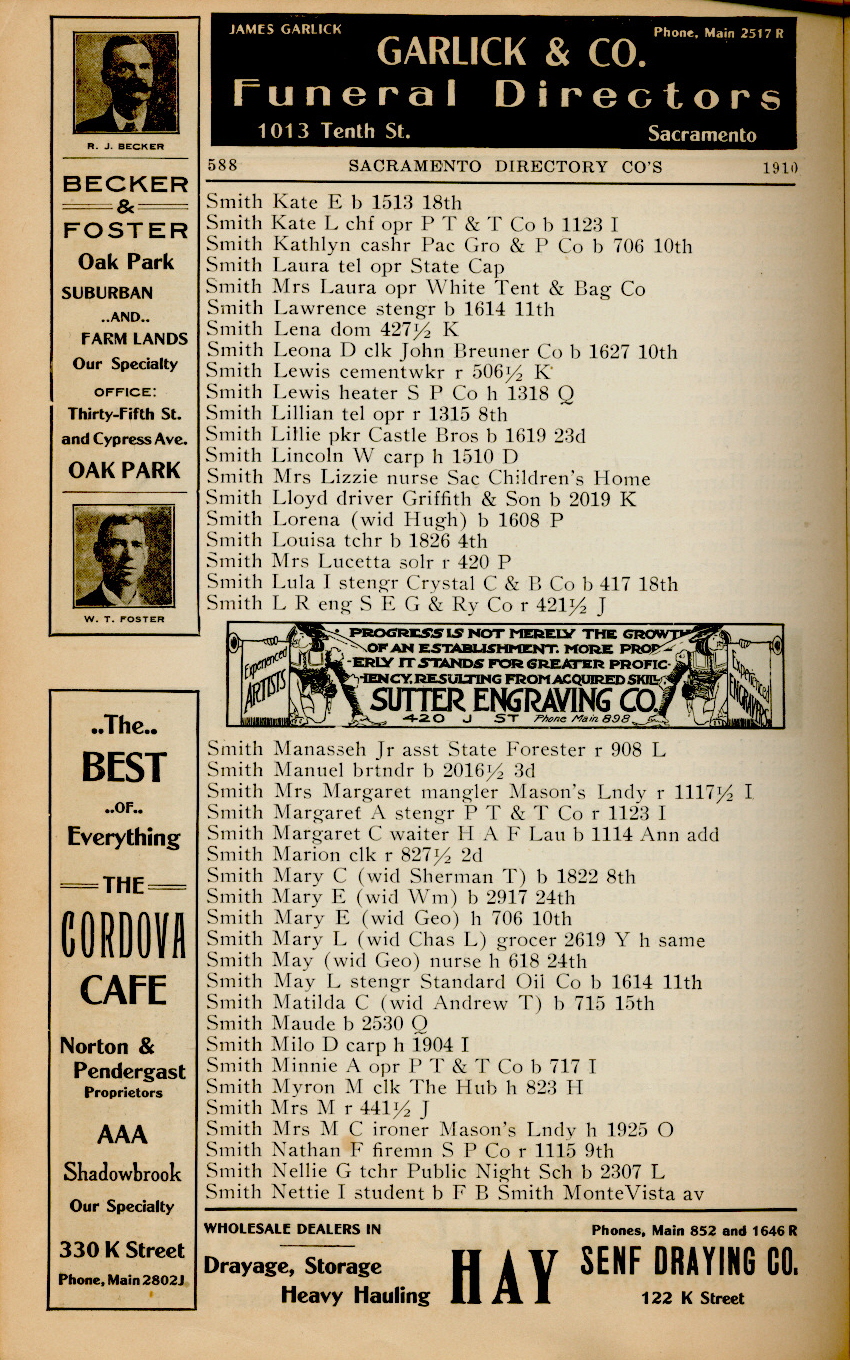 JAMES GARLICK
Phone, Main 2517 R
GARLICK & CO.
Funeral Directors
1013 Tenth St.
Sacramento
R. J. BECKER
BECKER
&
FOSTER
Oak Park
SUBURBAN
..AND..
FARM LANDS
Our Specialty
OFFICE:
Thirty-Fifth St.
and Cypress Ave.
OAK PARK
W. T. FOSTER
588 SACRAMENTO DIRECTORY CO'S 1910
Smith Kate E b 1513 18th
Smith Kate L chf opr P T & T Co b 1123 I
Smith Kathlyn cashr Pac Gro & P Co b 706 10th
Smith Laura tel opr State Cap
Smith Mrs Laura opr White Tent & Bag Co
Smith Lawrence stengr b 1614 11th
Smith Lena dom 427½ K
Smith Leona D clk John Breuner Co b 1627 10th
Smith Lewis cementwkr r 506½ K
Smith Lewis heater S P Co h 1318 Q
Smith Lillian tel opr r 1315 8th
Smith Lillie pkr Castle Bros b 1619 23d
Smith Lincoln W carp h 1510 D
Smith Mrs Lizzie nurse Sac Children's Home
Smith Lloyd driver Griffith & Son b 2019 K
Smith Lorena (wid Hugh) b 1608 P
Smith Louisa tchr b 1826 4th
Smith Mrs Lucetta solr r 420 P
Smith Lula I stengr Crystal C & B Co b 417 18th
Smith L R eng S E G & Ry Co r 421½ J
Experienced ARTISTS
PROGRESS IS NOT MERELY THE GROWTH
OF AN ESTABLISHMENT. MORE PROP-
ERLY IT STANDS FOR GREATER PROFIC-
IENCY, RESULTING FROM ACQUIRED SKILL
SUTTER ENGRAVING CO.
420 J ST Phone Main 898
Experienced ENGRAVERS
..The..
BEST
..OF..
Everything
THE
CORDOVA
CAFE
Norton &
Pendergast
Proprietors
AAA
Shadowbrook
Our Specialty
330 K Street
Phone, Main 2802J
Smith Manasseh Jr asst State Forester r 908 L
Smith Manuel brtndr b 2016½ 3d
Smith Mrs Margaret mangler Mason's Lndy r 1117½ I
Smith Margaret A stengr P T & T Co r 1123 I
Smith Margaret C waiter H A F Lau b 1114 Ann add
Smith Marion clk r 827½ 2d
Smith Mary C (wid Sherman T) b 1822 8th
Smith Mary E (wid Wm) b 2917 24th
Smith Mary E (wid Geo) h 706 10th
Smith Mary L (wid Chas L) grocer 2619 Y h same
Smith May (wid Geo) nurse h 618 24th
Smith May L stengr Standard Oil Co b 1614 11th
Smith Matilda C (wid Andrew T) b 715 15th
Smith Maude b 2530 Q
Smith Milo D carp h 1904 I
Smith Minnie A opr P T & T Co b 717 I
Smith Myron M clk The Hub h 823 H
Smith Mrs M r 441½ J
Smith Mrs M C ironer Mason's Lndy h 1925 O
Smith Nathan F firemn S P Co r 1115 9th
Smith Nellie G tchr Public Night Sch b 2307 L
Smith Nettie I student b F B Smith MonteVista av
WHOLESALE DEALERS IN
Drayage, Storage
Heavy Hauling
HAY
Phones, Main 852 and 1646 R
SENF DRAYING CO.
122 K Street